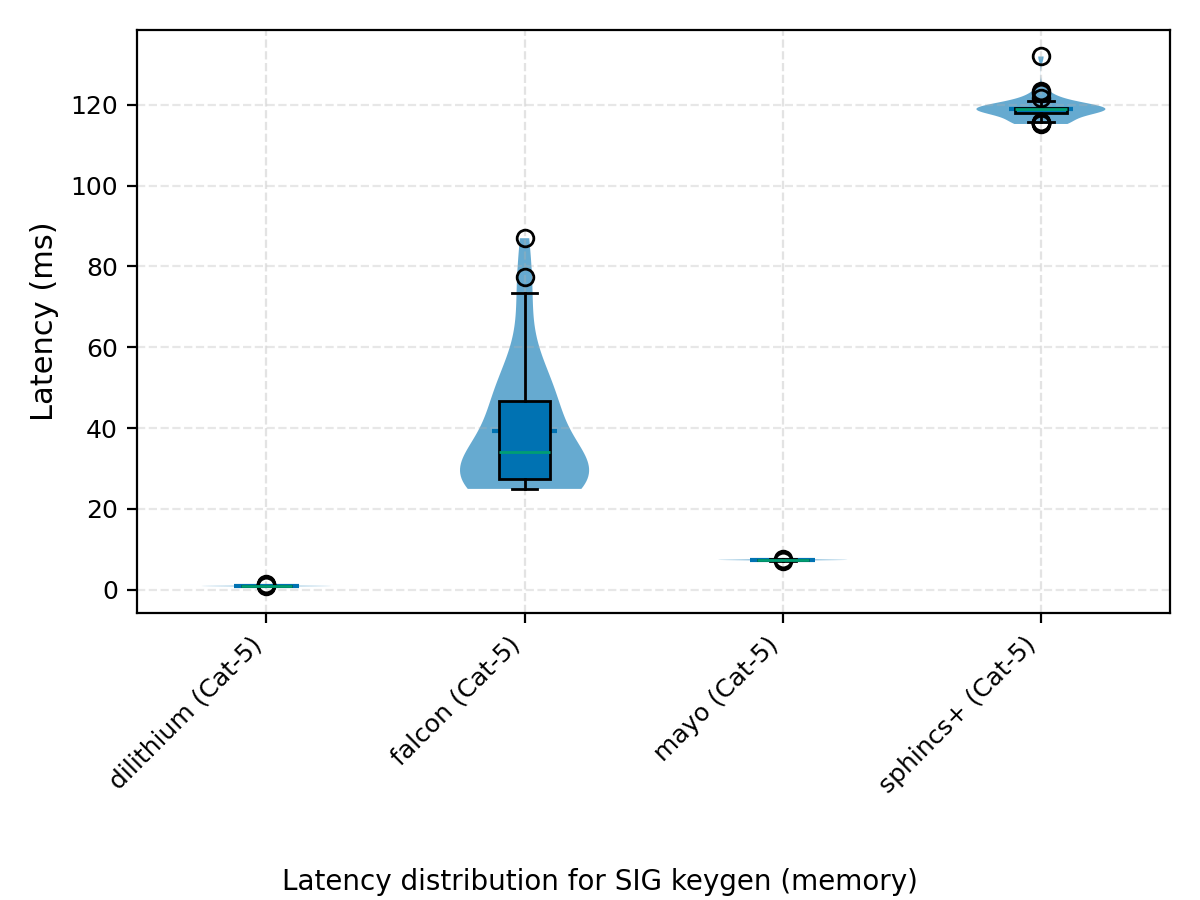 120
100
80
60
40
20
0
Latency (ms)
dilithium (Cat-5)
falcon (Cat-5)
mayo (Cat-5)
sphincs+ (Cat-5)
Latency distribution for SIG keygen (memory)